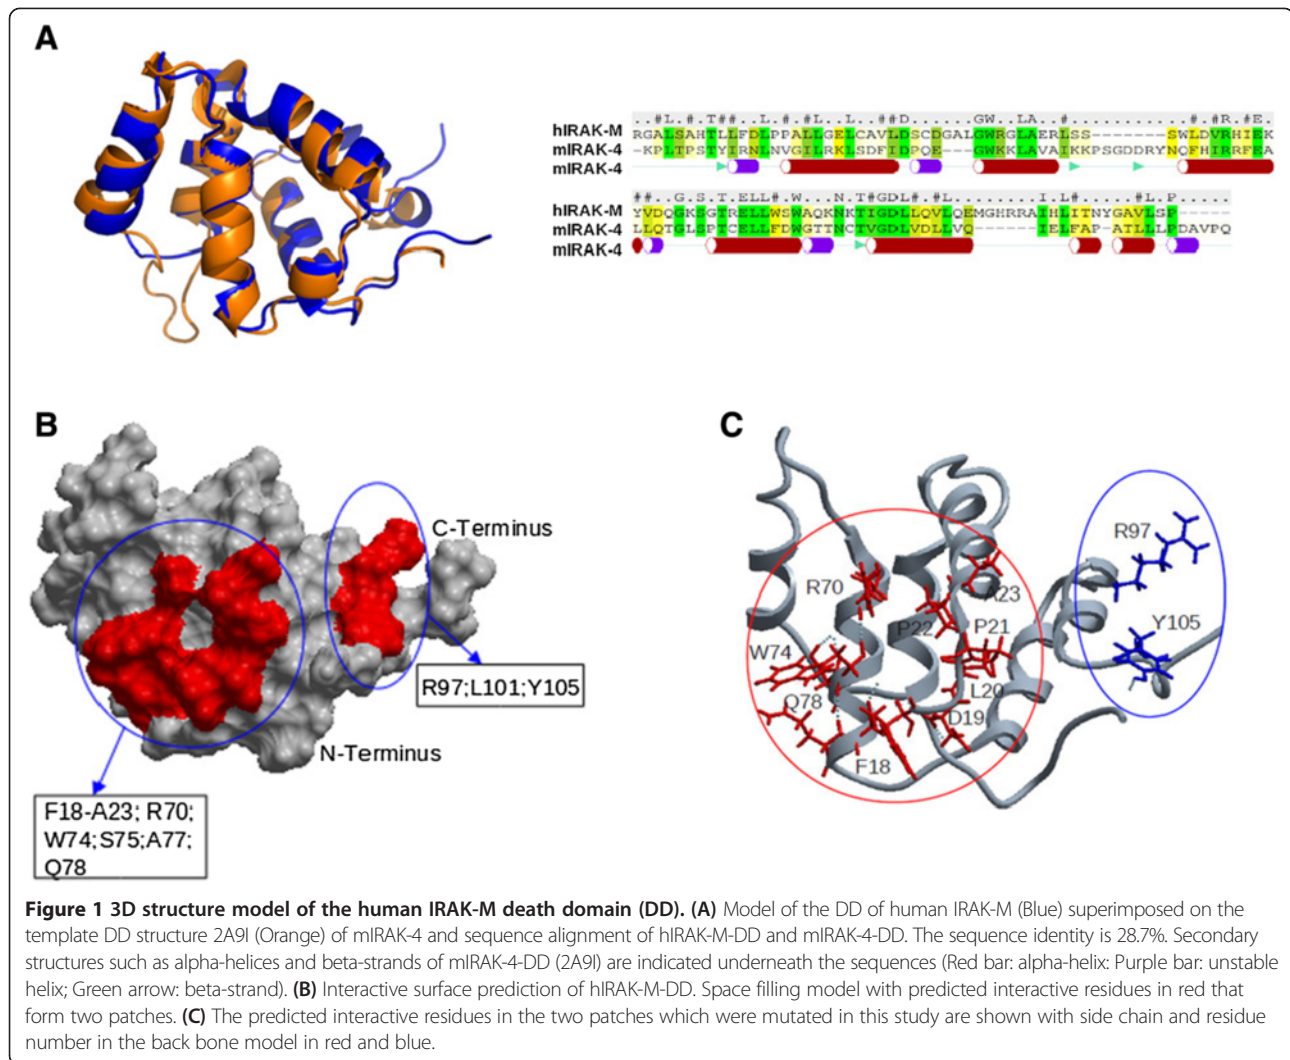 A
. . # L . . T # # . . L . . # . # L . . L . . # # D . . . . . . . G W . . L A . . # . . . . . . . . . . . . # . # R . . # E .
hIRAK-M RGALSAHTLLFDLPPALLGELCAVLDSCDGALGWRGLAERLSS-------SWLDVRHIEK
mIRAK-4 -KPLTPSTYIRNLNVGILRKLSDFIDPQE----GWKKLAVAIKKPSGDDRYNQFHIRRFEA
mIRAK-4
hIRAK-M YVDQGKSGTRELLWSWAQKNKTIGDLLQVLQEMGHRRAIHLITNYGAVLSP-----
mIRAK-4 LLQTGLSPTCELLFDWGTTNCTVGDLVDLLVQ------IELFAP-ATLLLPDAVPQ
mIRAK-4
B
C-Terminus
R97;L101;Y105
N-Terminus
F18-A23; R70;
W74;S75;A77;
Q78
C
R97
R70
A23
P22
P21
Y105
W74
L20
Q78
D19
F18
Figure 1 3D structure model of the human IRAK-M death domain (DD). (A) Model of the DD of human IRAK-M (Blue) superimposed on the
template DD structure 2A9I (Orange) of mIRAK-4 and sequence alignment of hIRAK-M-DD and mIRAK-4-DD. The sequence identity is 28.7%. Secondary
structures such as alpha-helices and beta-strands of mIRAK-4-DD (2A9I) are indicated underneath the sequences (Red bar: alpha-helix: Purple bar: unstable
helix; Green arrow: beta-strand). (B) Interactive surface prediction of hIRAK-M-DD. Space filling model with predicted interactive residues in red that
form two patches. (C) The predicted interactive residues in the two patches which were mutated in this study are shown with side chain and residue
number in the back bone model in red and blue.